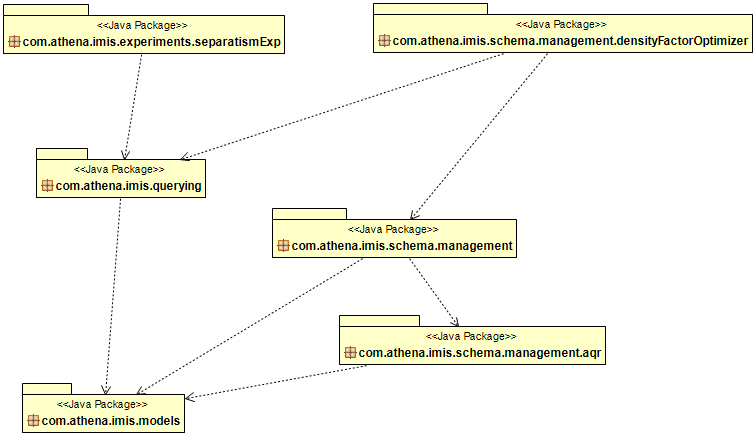 <<Java Package>>
com.athena.imis.experiments.separatismExp
<<Java Package>>
com.athena.imis.schema.management.densityFactorOptimizer
<<Java Package>>
com.athena.imis.querying
<<Java Package>>
com.athena.imis.schema.management
<<Java Package>>
com.athena.imis.schema.management.aqr
<<Java Package>>
com.athena.imis.models